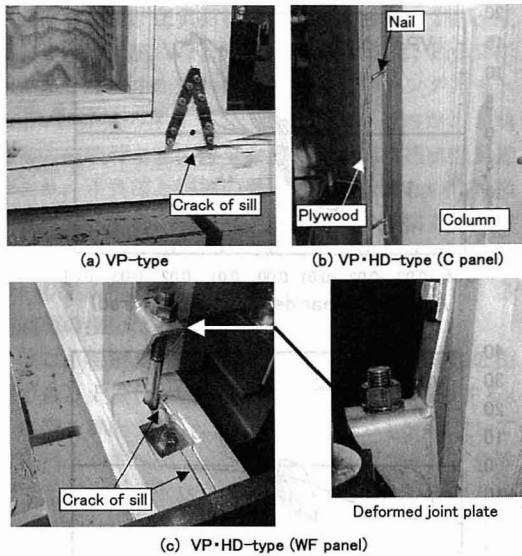 Nail
Crack of sill
Plywood
Column
(a) VP-type
(b) VP・HD-type (C panel)
Crack of sill
Deformed joint plate
(c) VP・HD-type (WF panel)